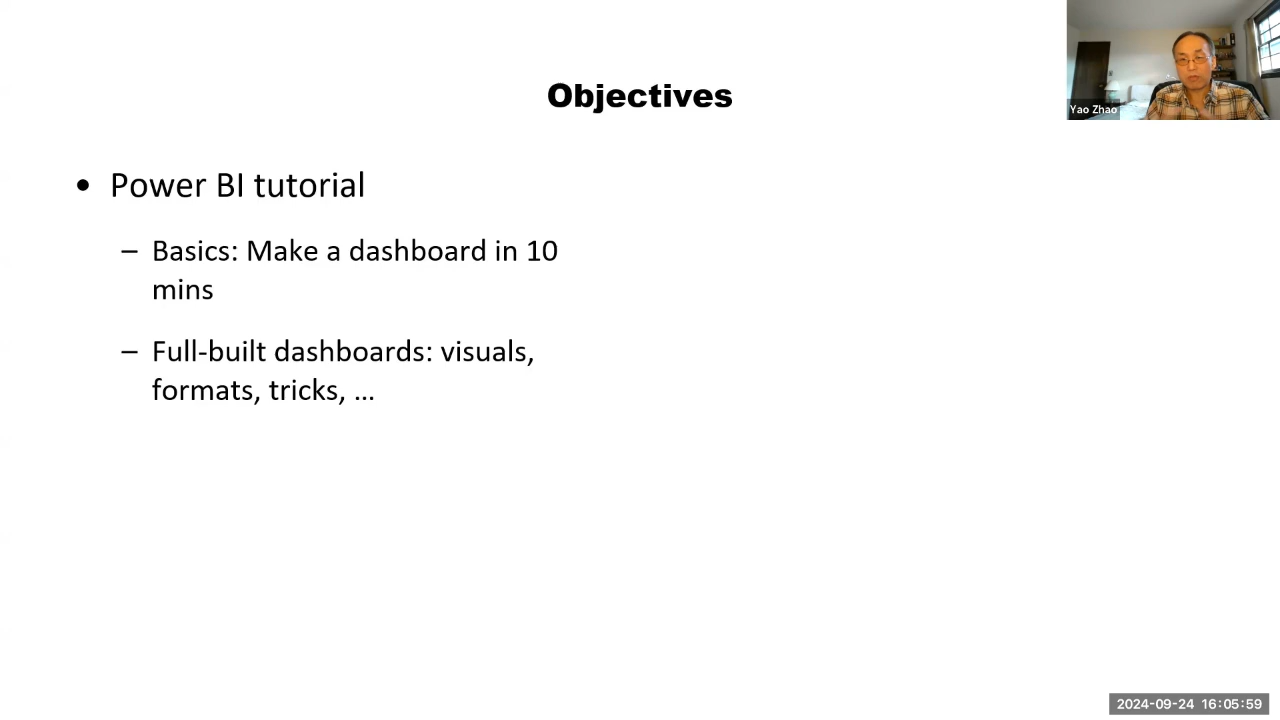 Objectives
Yao Zhao
• Power BI tutorial
– Basics: Make a dashboard in 10
mins
– Full-built dashboards: visuals,
formats, tricks, …
2024-09-24 16:05:59